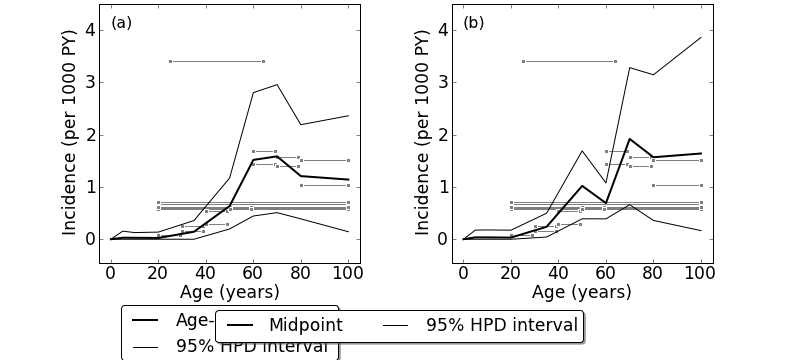 (a)
(b)
4
3
2
1
0
Incidence (per 1000 PY)
0 20 40 60 80 100
Age (years)
4
3
2
1
0
Incidence (per 1000 PY)
0 20 40 60 80 100
Age (years)
Age-
Midpoint
95% HPD interval
95% HPD interval